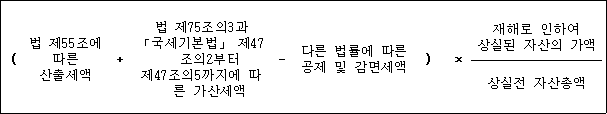 ( 법 제55조에
따른
산출세액
+
법 제75조의3과
「국세기본법」 제47
조의2부터
제47조의5까지에 따
른 가산세액
-
다른 법률에 따른
공제 및 감면세액
)
×
재해로 인하여
상실된 자산의 가액
상실전 자산총액